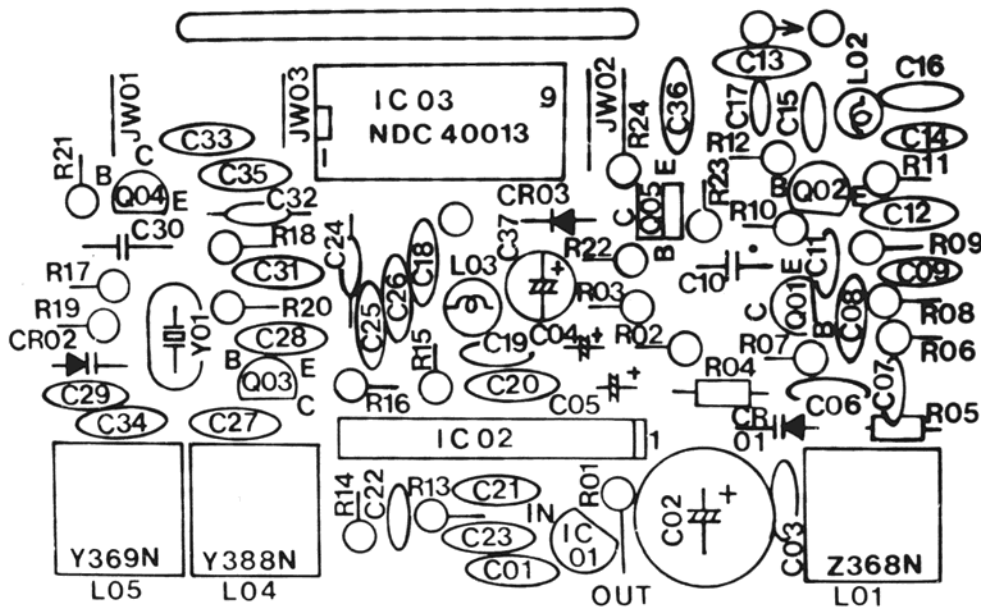 C13
L02
C16
JW01
JW03
IC 03
9
NDC 40013
JW02
R24
C36
C17
C15
C14
C33
R21
C
B
Q04
E
C35
C32
C30
CR03
C37
C
Q05
E
B
R23
R12
B
Q02
E
R11
C12
R10
R18
C24
C18
C26
C25
L03
R22
C10
C11
R09
C09
R17
R19
C31
R20
Y01
R03
C04
+
+
C
Q01
E
B
C08
R08
R06
CR02
C28
B
Q03
E
C
R15
C19
R02
R07
C29
C34
C27
R16
C20
C05
+
R04
C06
C07
CR
01
R05
IC 02
1
R14
C22
R13
C21
IN
R01
C02
+
C03
C23
IC
01
C01
Y369N
Y388N
Z368N
L05
L04
OUT
L01